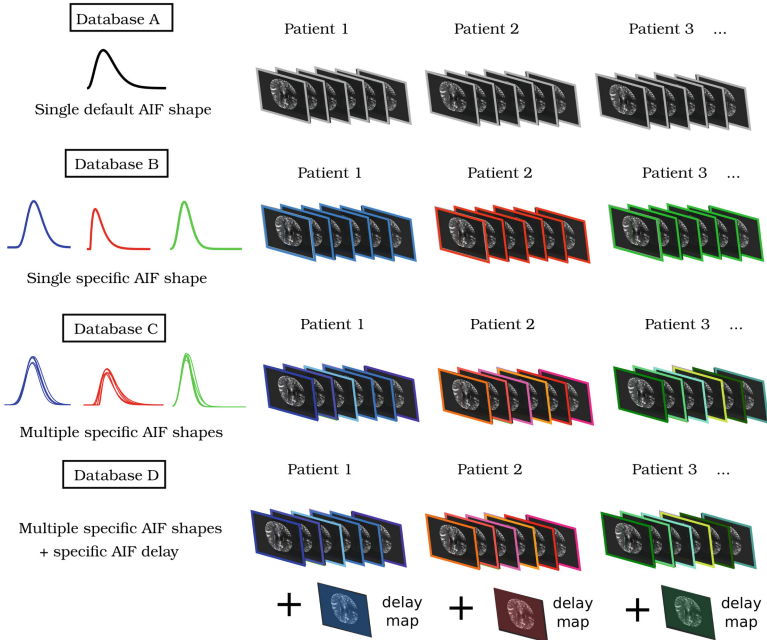 Database A
Patient 1
Patient 2
Patient 3 ...
Single default AIF shape
Database B
Patient 1
Patient 2
Patient 3 ...
Single specific AIF shape
Database C
Patient 1
Patient 2
Patient 3 ...
Multiple specific AIF shapes
Database D
Patient 1
Patient 2
Patient 3 ...
Multiple specific AIF shapes
+ specific AIF delay
+ delay
map
+ delay
map
+ delay
map